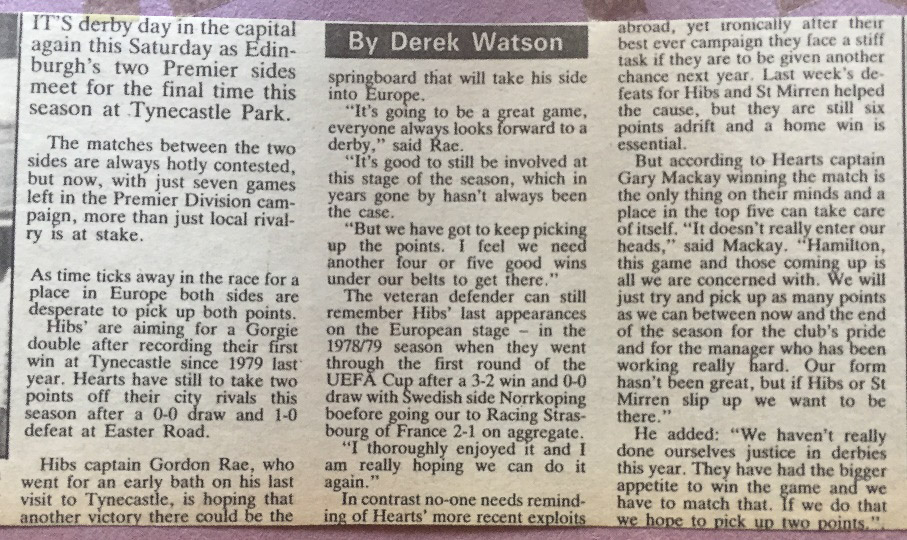 IT'S derby day in the capital
again this Saturday as Edin-
burgh's two Premier sides
meet for the final time this
season at Tynecastle Park.
The matches between the two
sides are always hotly contested,
but now, with just seven games
left in the Premier Division cam-
paign, more than just local rival-
ry is at stake.
As time ticks away in the race for a
place in Europe both sides are
desperate to pick up both points.
Hibs' are aiming for a Gorgie
double after recording their first
win at Tynecastle since 1979 last
year. Hearts have still to take two
points off their city rivals this
season after a 0-0 draw and 1-0
defeat at Easter Road.
Hibs captain Gordon Rae, who
went for an early bath on his last
visit to Tynecastle, is hoping that
another victory there could be the
By Derek Watson
springboard that will take his side
into Europe.
"It's going to be a great game,
everyone always looks forward to a
derby," said Rae.
"It's good to still be involved at
this stage of the season, which in
years gone by hasn't always been
the case.
"But we have got to keep picking
up the points. I feel we need
another four or five good wins
under our belts to get there."
The veteran defender can still
remember Hibs' last appearances
on the European stage – in the
1978/79 season when they went
through the first round of the
UEFA Cup after a 3-2 win and 0-0
draw with Swedish side Norrkoping
boefore going our to Racing Stras-
bourg of France 2-1 on aggregate.
"I thoroughly enjoyed it and I
am really hoping we can do it
again."
In contrast no-one needs remind-
ing of Hearts' more recent exploits
abroad, yet ironically after their
best ever campaign they face a stiff
task if they are to be given another
chance next year. Last week's de-
feats for Hibs and St Mirren helped
the cause, but they are still six
points adrift and a home win is
essential.
But according to Hearts captain
Gary Mackay winning the match is
the only thing on their minds and a
place in the top five can take care
of itself. "It doesn't really enter our
heads," said Mackay. "Hamilton,
this game and those coming up is
all we are concerned with. We will
just try and pick up as many points
as we can between now and the end
of the season for the club's pride
and for the manager who has been
working really hard. Our form
hasn't been great, but if Hibs or St
Mirren slip up we want to be
there."
He added: "We haven't really
done ourselves justice in derbies
this year. They have had the bigger
appetite to win the game and we
have to match that. If we do that
we hope to pick up two points.".